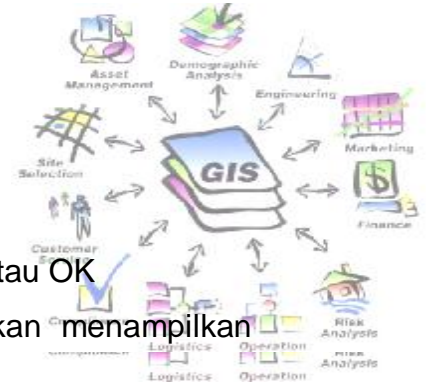 Asset
Management
Demographic
Analysis
Engineering
Site
Selection
GIS
Marketing
Finance
Customer
tau OK
kan menampilkan
Logistics
Operation
Risk
Analysis
Logistics
Operation
Analysis